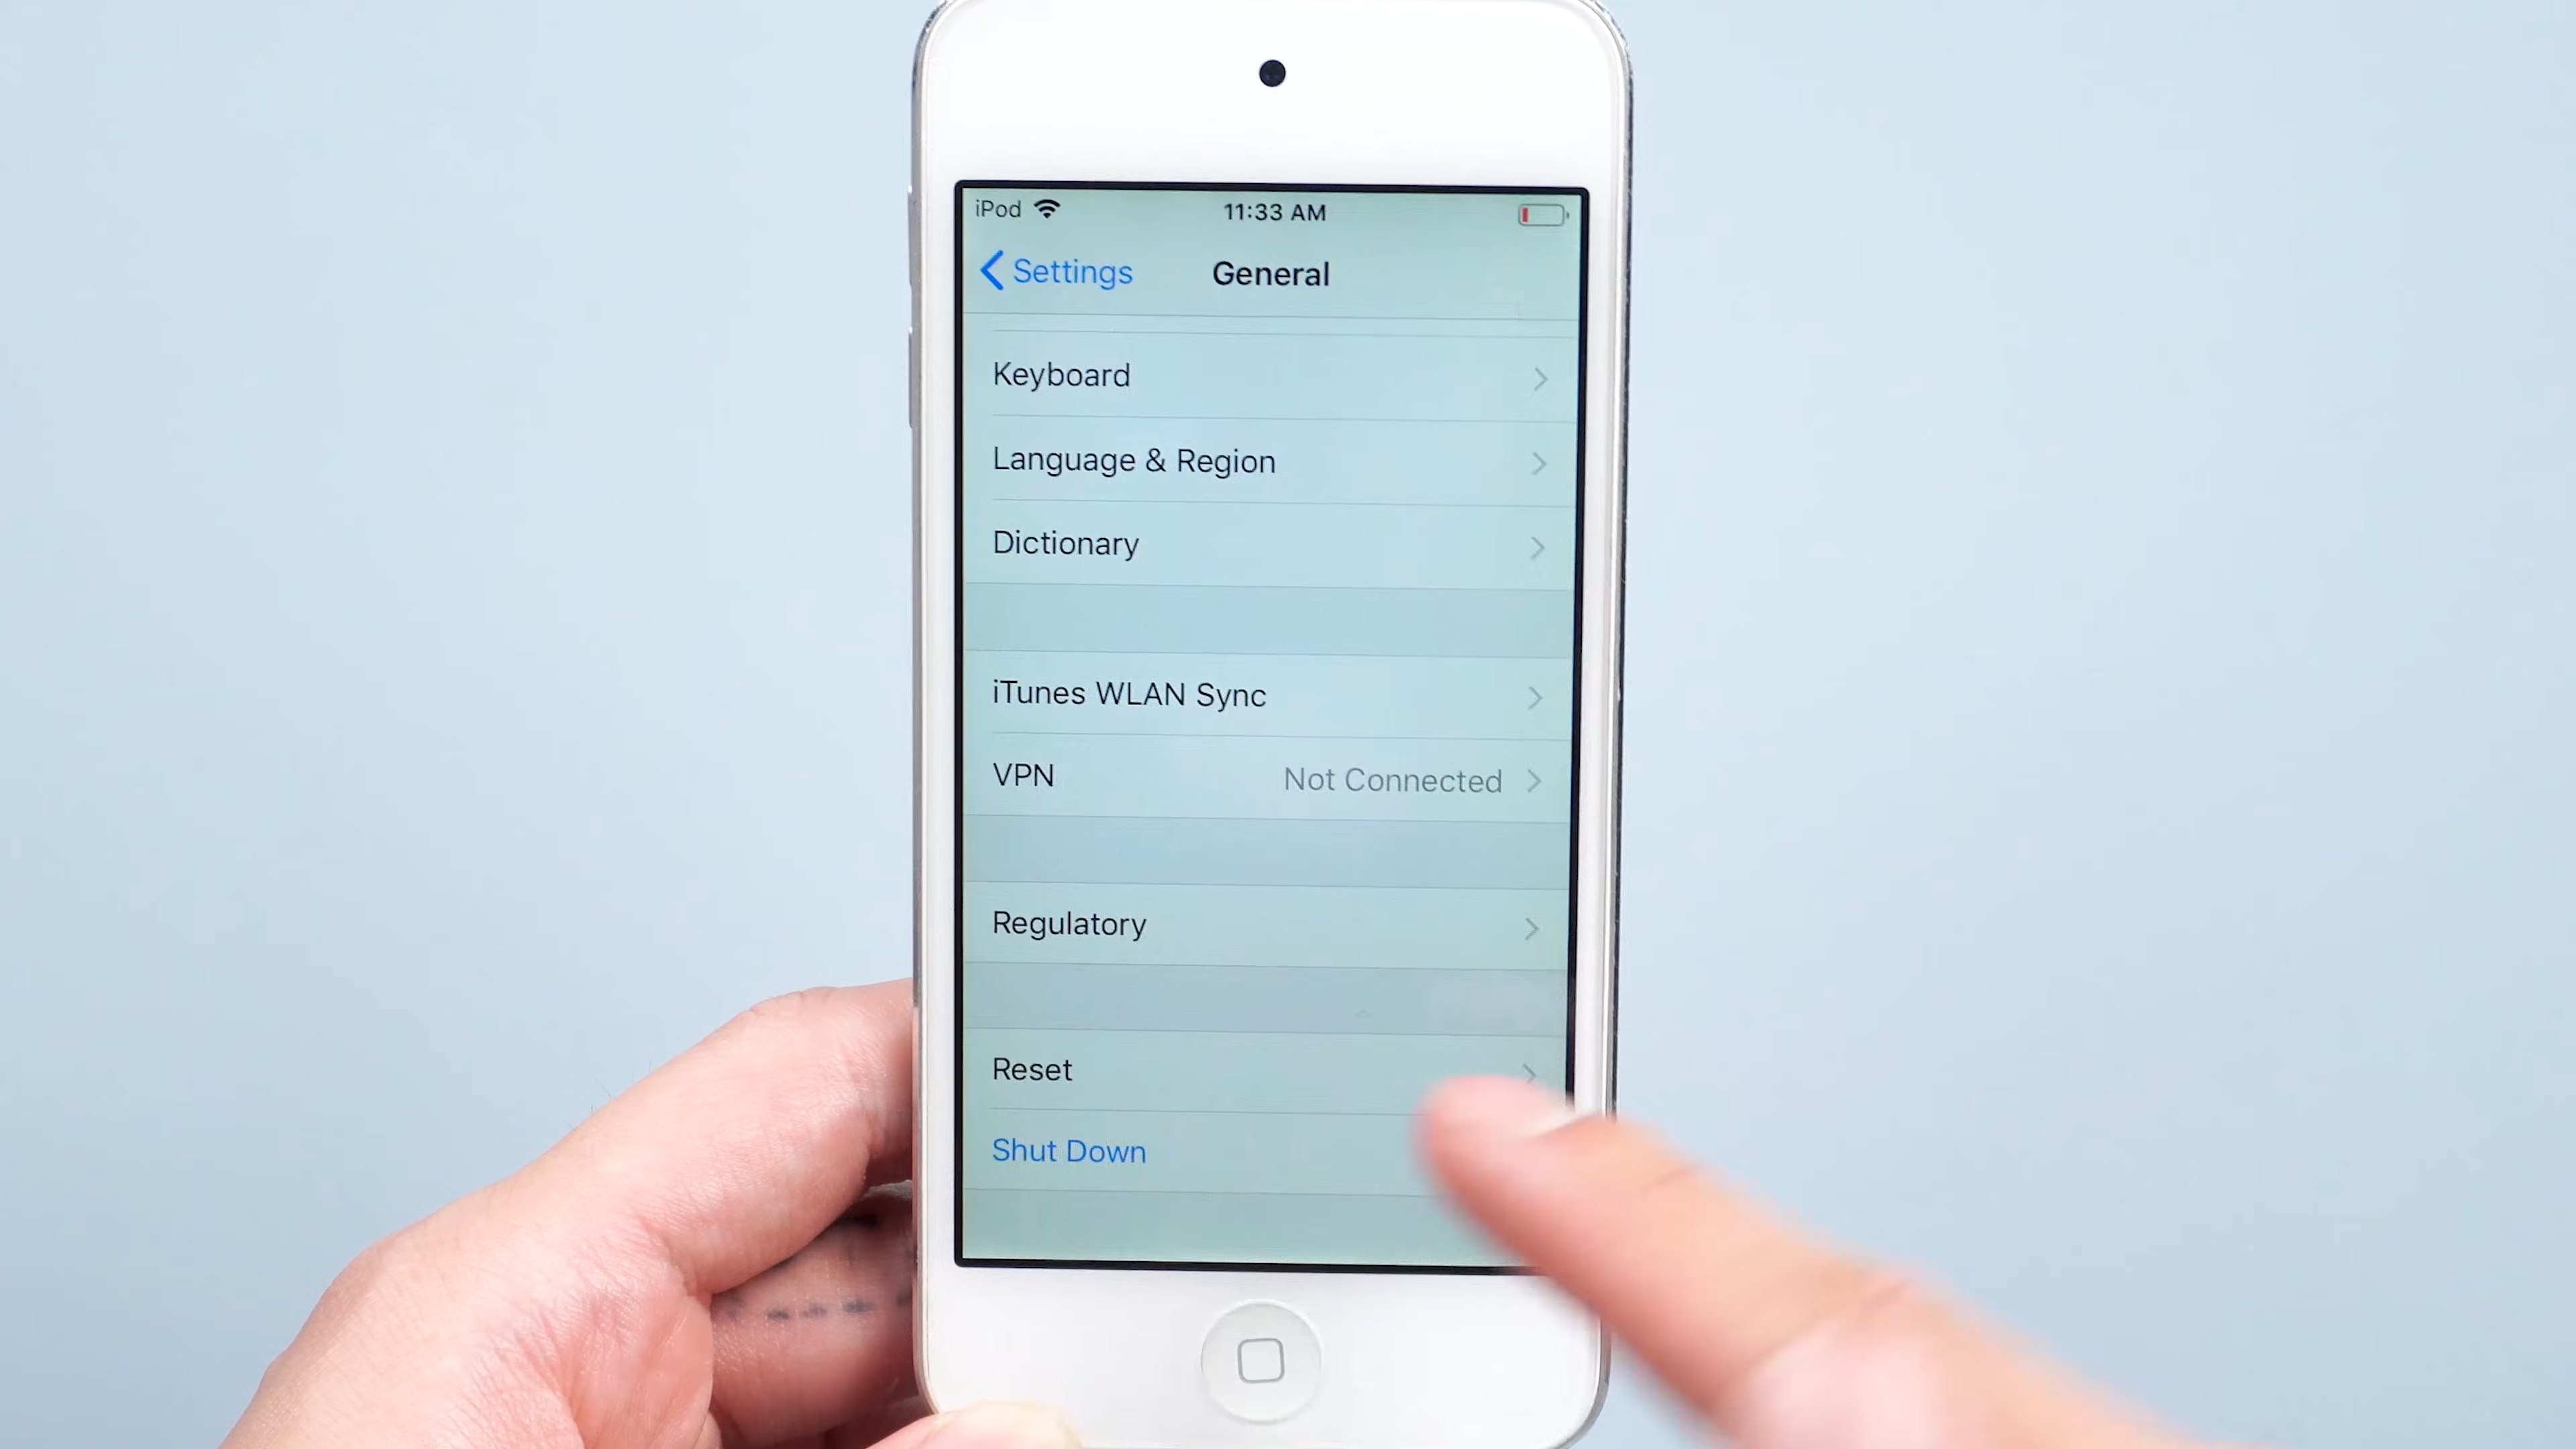 iPod 11:33 AM
Settings General
Keyboard
Language & Region
Dictionary
iTunes WLAN Sync
VPN Not Connected
Regulatory
Reset
Shut Down